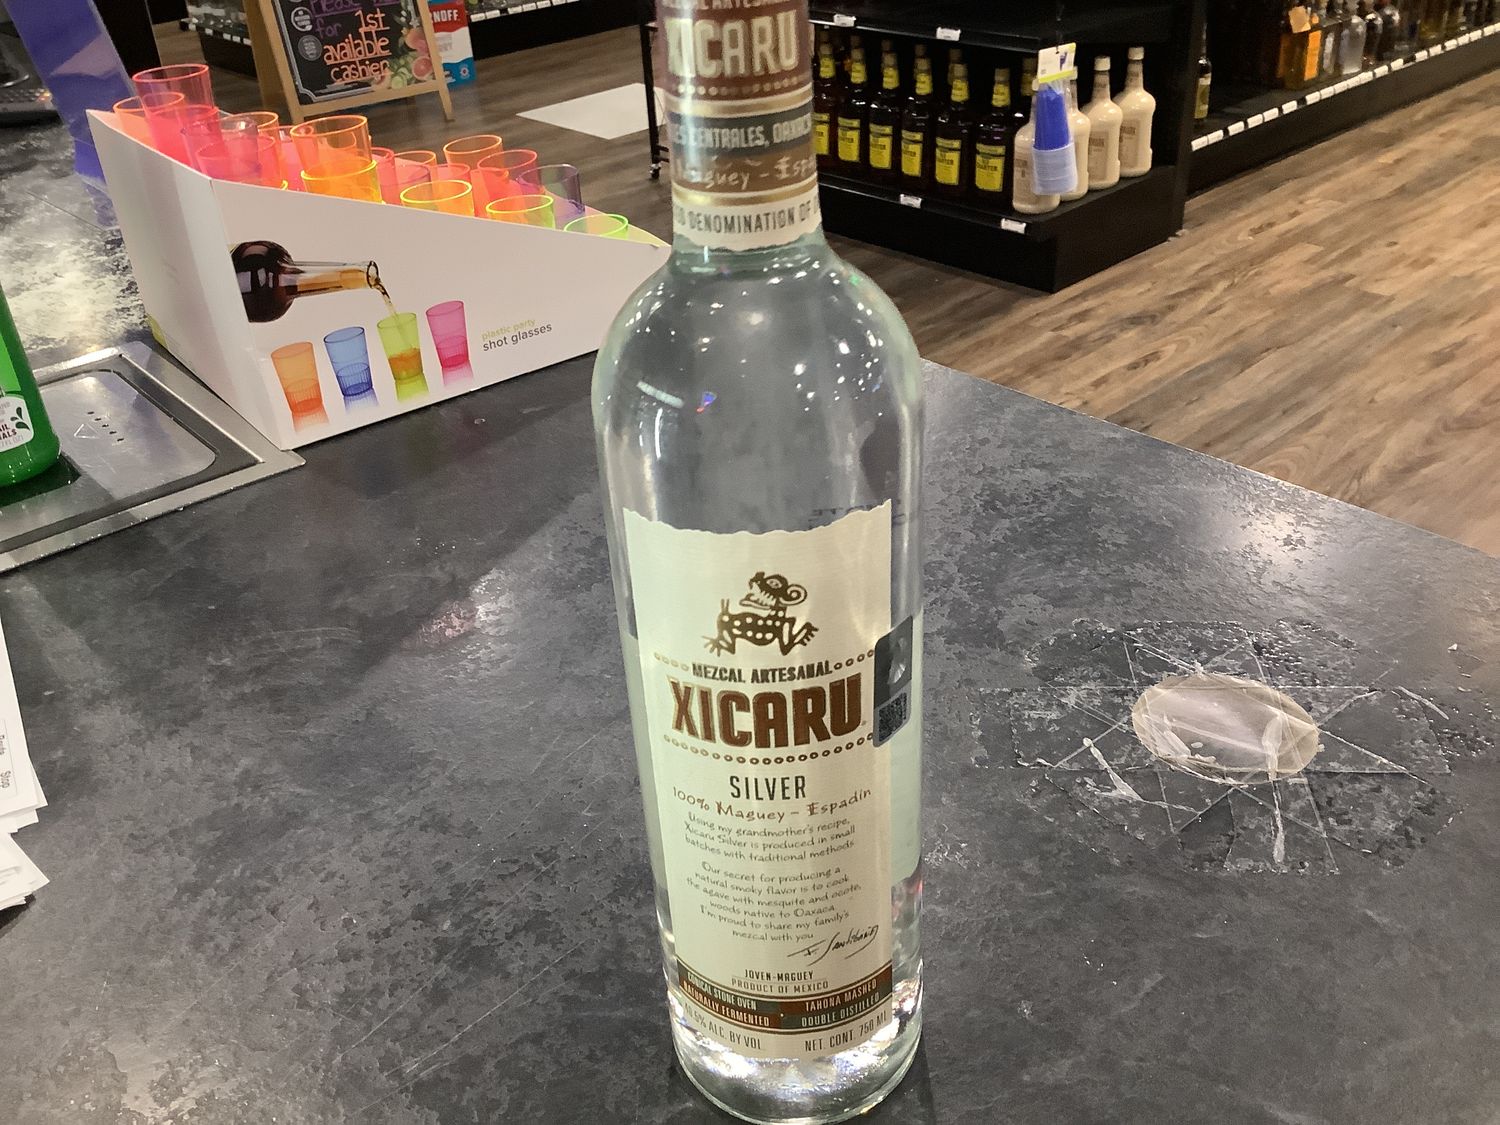 1st
available
cashier
MEZCAL ARTESANAL
XICARU
CENTRALES, OAXACA
Maguey - Espa
DENOMINATION OF
plastic party
shot glasses
MEZCAL ARTESANAL
XICARU
SILVER
100% Maguey - Espadin
Using my grandmother's recipe,
Xicaru Silver is produced in small
batches with traditional methods
Our secret for producing a
natural smoky flavor is to cook
the agave with mesquite and ocote,
woods native to Oaxaca.
I'm proud to share my family's
mezcal with you
JOVEN-MAGUEY
PRODUCT OF MEXICO
CONICAL STONE OVEN
TAHONA MASHED
NATURALLY FERMENTED
DOUBLE DISTILLED
ALC. BY VOL
NET. CONT. 750 ML